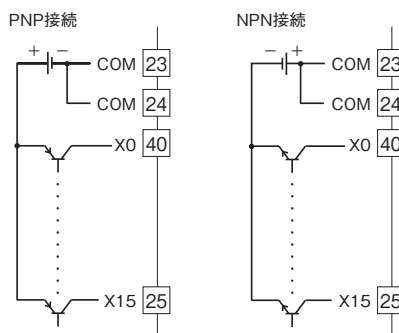 PNP接続
+ −
COM 23
COM 24
X0 40
X15 25
NPN接続
− +
COM 23
COM 24
X0 40
X15 25